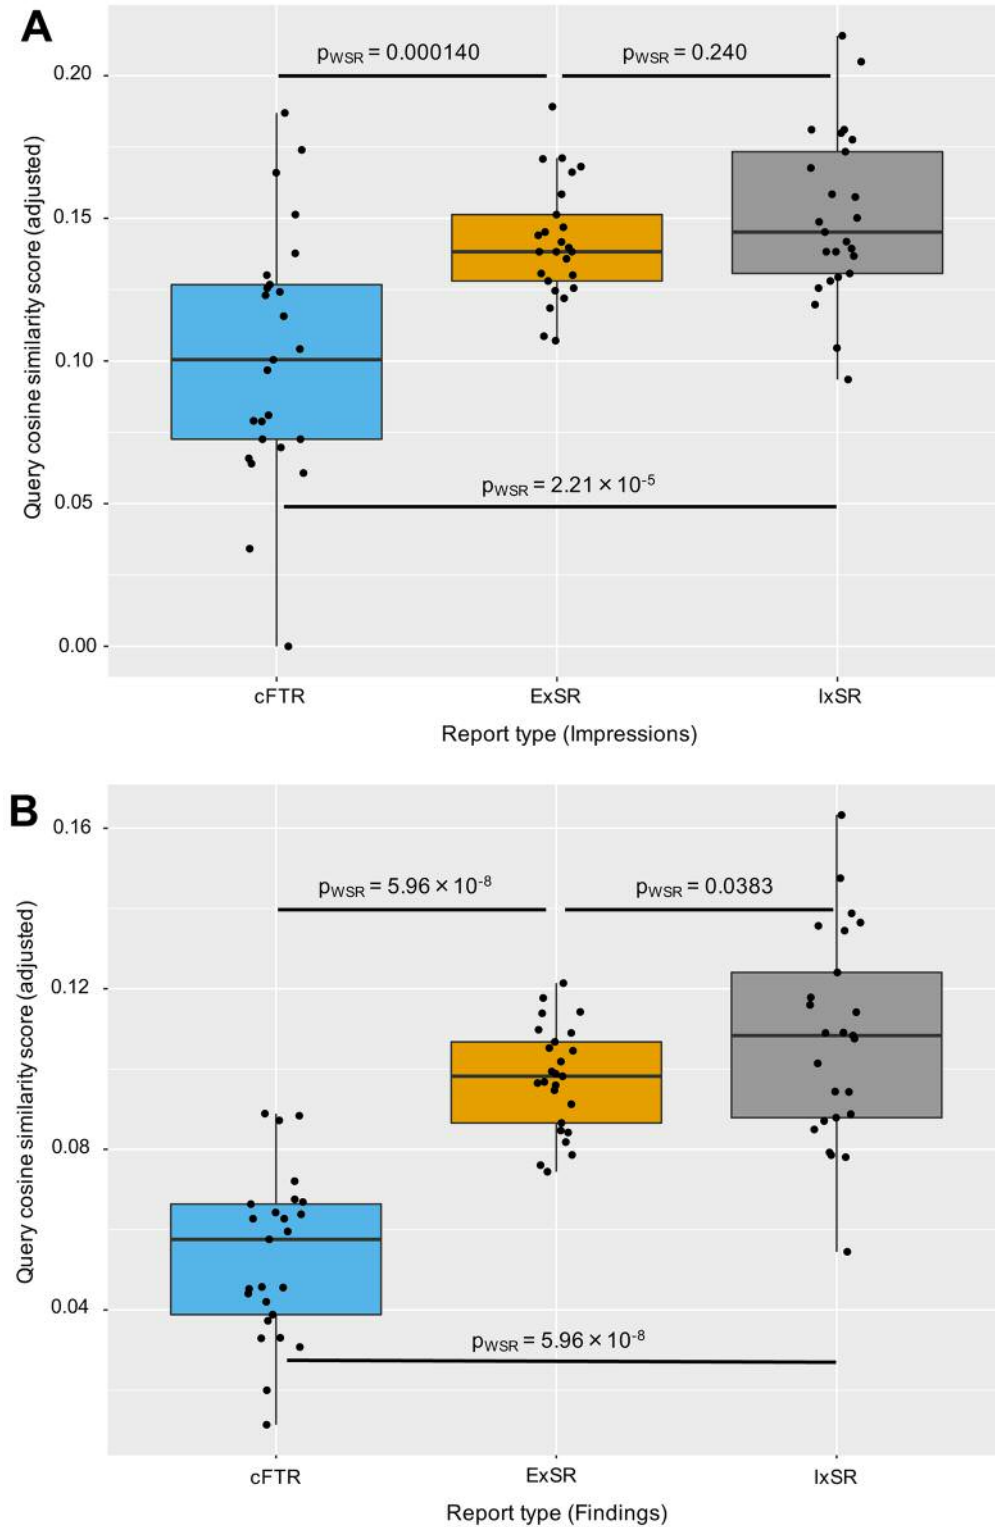 A
pWSR = 0.000140
pWSR = 0.240
0.20
0.15
0.10
0.05
0.00
Query cosine similarity score (adjusted)
pWSR = 2.21 × 10-5
cFTR
ExSR
IxSR
Report type (Impressions)
B
0.16
0.12
0.08
0.04
Query cosine similarity score (adjusted)
pWSR = 5.96 × 10-8
pWSR = 0.0383
pWSR = 5.96 × 10-8
cFTR
ExSR
IxSR
Report type (Findings)